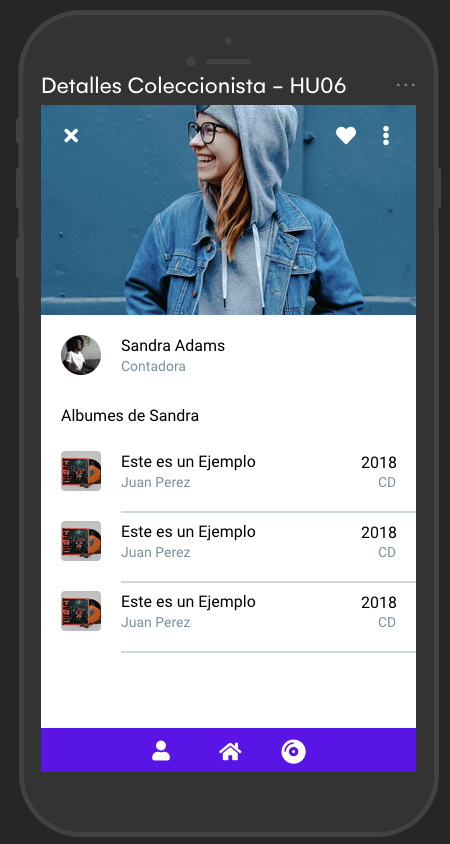 Detalles Coleccionista - HU06
Sandra Adams
Contadora
Albumes de Sandra
Este es un Ejemplo
2018
Juan Perez
CD
Este es un Ejemplo
2018
Juan Perez
CD
Este es un Ejemplo
2018
Juan Perez
CD